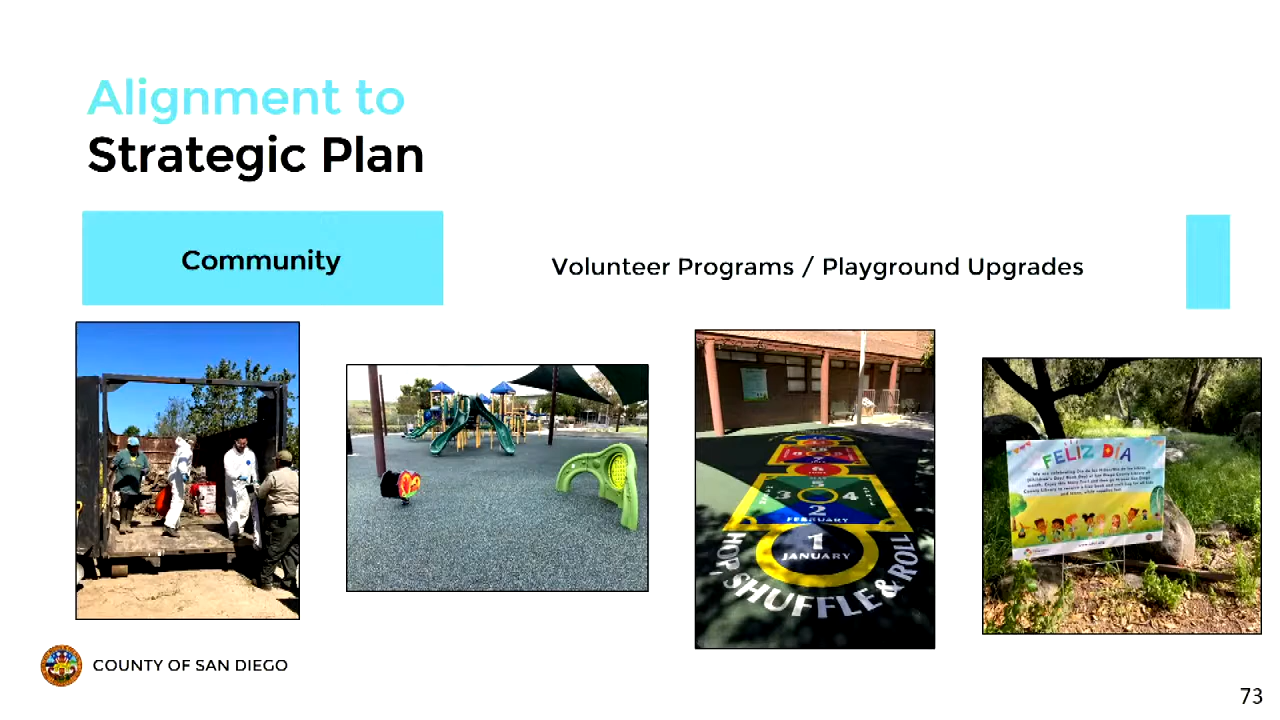 Alignment to
Strategic Plan
Community
Volunteer Programs / Playground Upgrades
5
3
4
2
FEBRUARY
1
JANUARY
HOP, SHUFFLE & ROLL
FELIZ DÍA
COUNTY OF SAN DIEGO
73